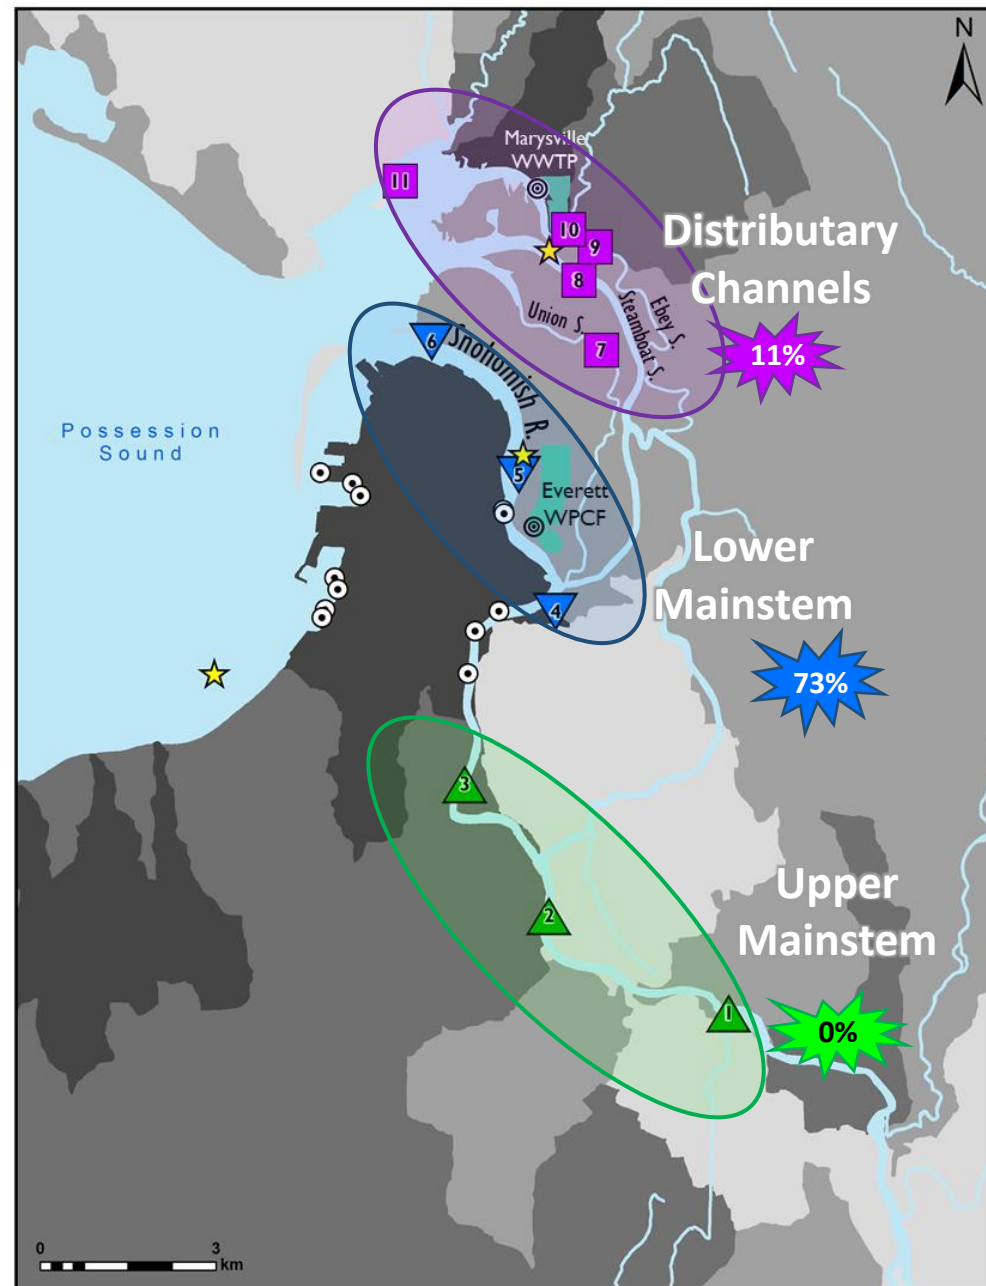 N
Marysville
WWTP
11
10
9
8
Distributary
Channels
Union S.
Steamboat S.
Ebey S.
7
11%
6
Snohomish R.
Possession
Sound
5
Everett
WPCF
4
Lower
Mainstem
73%
3
2
Upper
Mainstem
1
0%
0 3
km